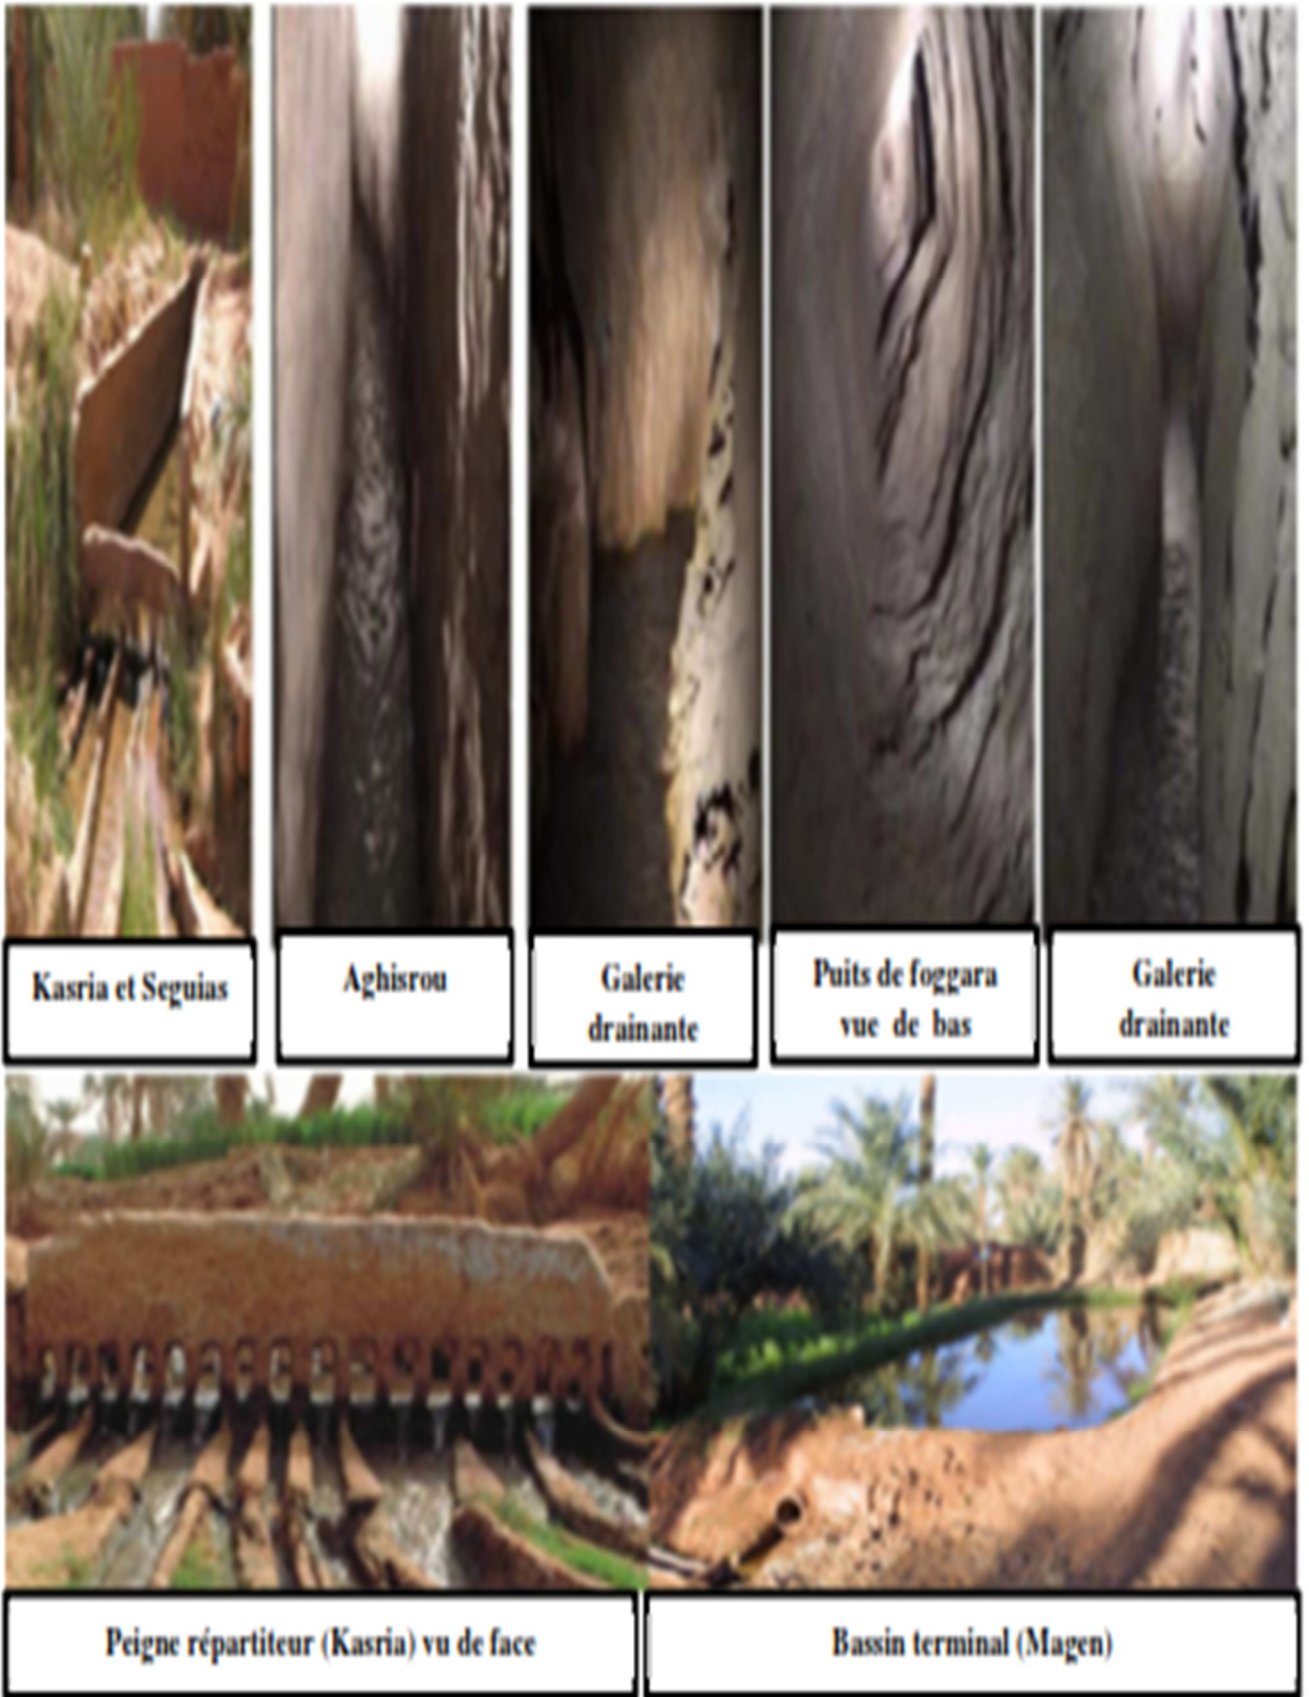 Kasria et Seguias
Aghisrou
Galerie
drainante
Puits de foggara
vue de bas
Galerie
drainante
Peigne répartiteur (Kasria) vu de face
Bassin terminal (Magen)